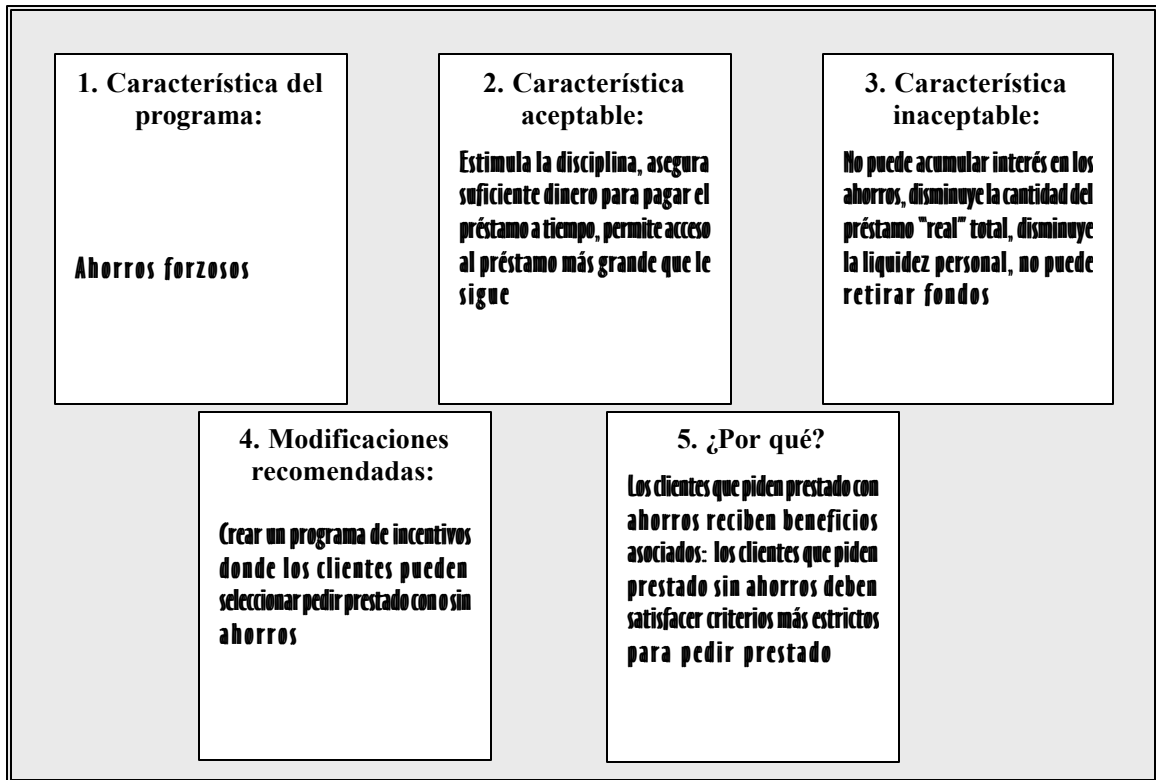 1. Característica del
programa:
Ahorros forzosos
2. Característica
aceptable:
Estimula la disciplina, asegura
suficiente dinero para pagar el
préstamo a tiempo, permite acceso
al préstamo más grande que le
sigue
3. Característica
inaceptable:
No puede acumular interés en los
ahorros, disminuye la cantidad del
préstamo "real" total, disminuye
la liquidez personal, no puede
retirar fondos
4. Modificaciones
recomendadas:
Crear un programa de incentivos
donde los clientes pueden
seleccionar pedir prestado con o sin
ahorros
5. ¿Por qué?
Los clientes que piden prestado con
ahorros reciben beneficios
asociados: los clientes que piden
prestado sin ahorros deben
satisfacer criterios más estrictos
para pedir prestado